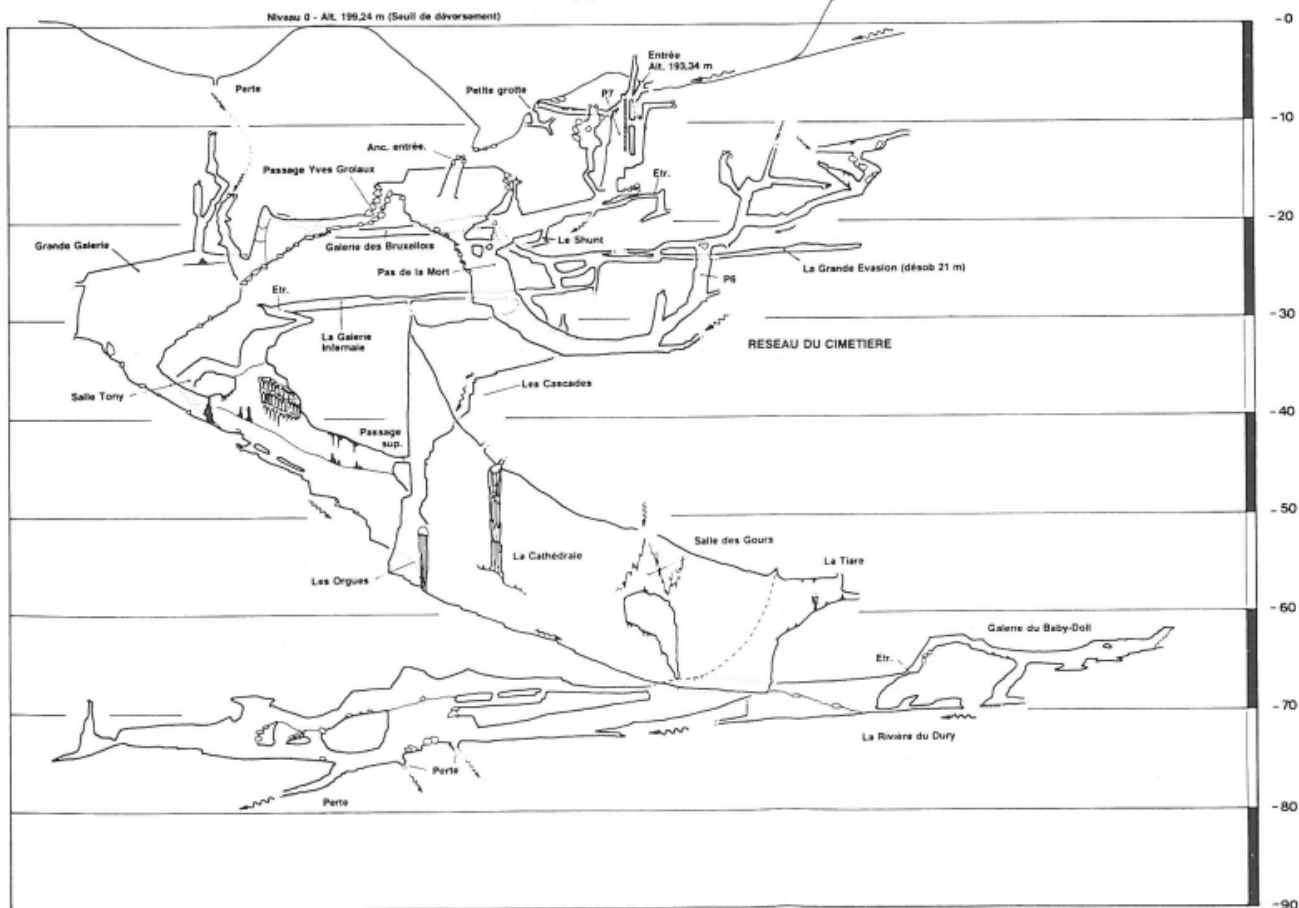 Niveau 0 - Alt. 199,24 m (Seuil de déversement)
-0
Entrée
Alt. 193,34 m
Perte
Petite grotte
P7
-10
Anc. entrée.
Passage Yves Grolaux
Etr.
-20
Grande Galerie
Galerie des Bruxellois
Le Shunt
Pas de la Mort
La Grande Evasion (désob 21 m)
P6
Etr.
-30
La Galerie
Infernale
RESEAU DU CIMETIERE
Les Cascades
Salle Tony
-40
Passage
sup.
-50
Salle des Gours
La Cathédrale
La Tiare
Les Orgues
-60
Galerie du Baby-Doll
Etr.
-70
La Rivière du Dury
Perte
Perte
-80
-90